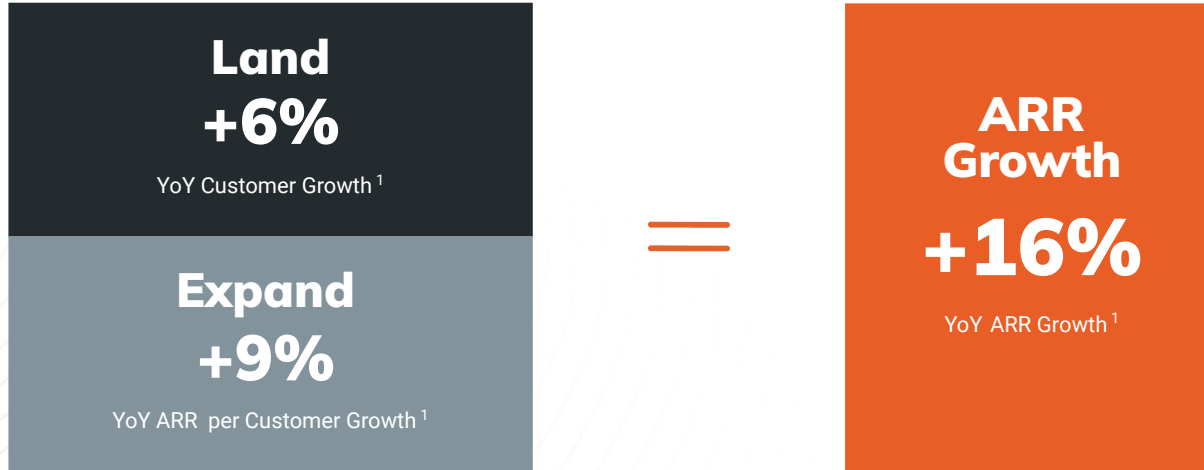 Land
+6%
YoY Customer Growth 1
Expand
+9%
YoY ARR per Customer Growth 1
=
ARR
Growth
+16%
YoY ARR Growth 1